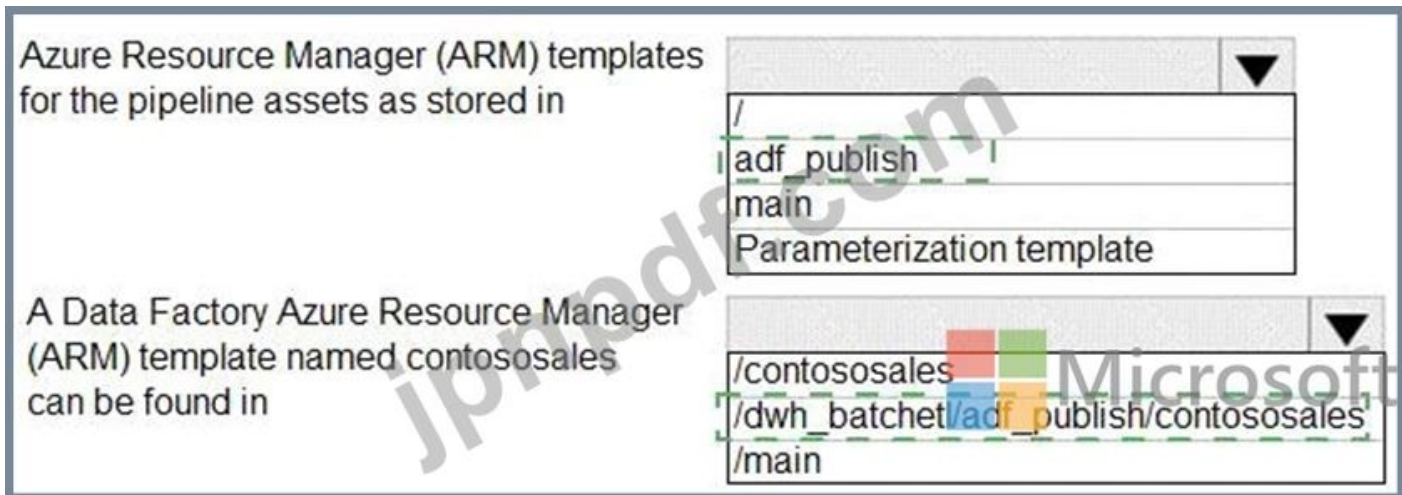 Azure Resource Manager (ARM) templates
for the pipeline assets as stored in
/
adf_publish
main
Parameterization template
A Data Factory Azure Resource Manager
(ARM) template named contososales
can be found in
/contososales
/dwh_batchetl/adf_publish/contososales
/main
jpnpdf.com
Microsoft